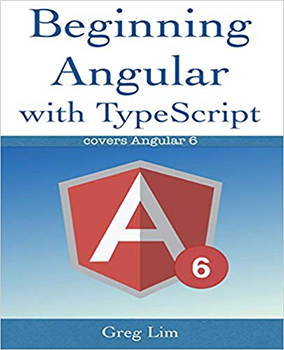 Beginning
Angular
with TypeScript
covers Angular 6
A
6
Greg Lim